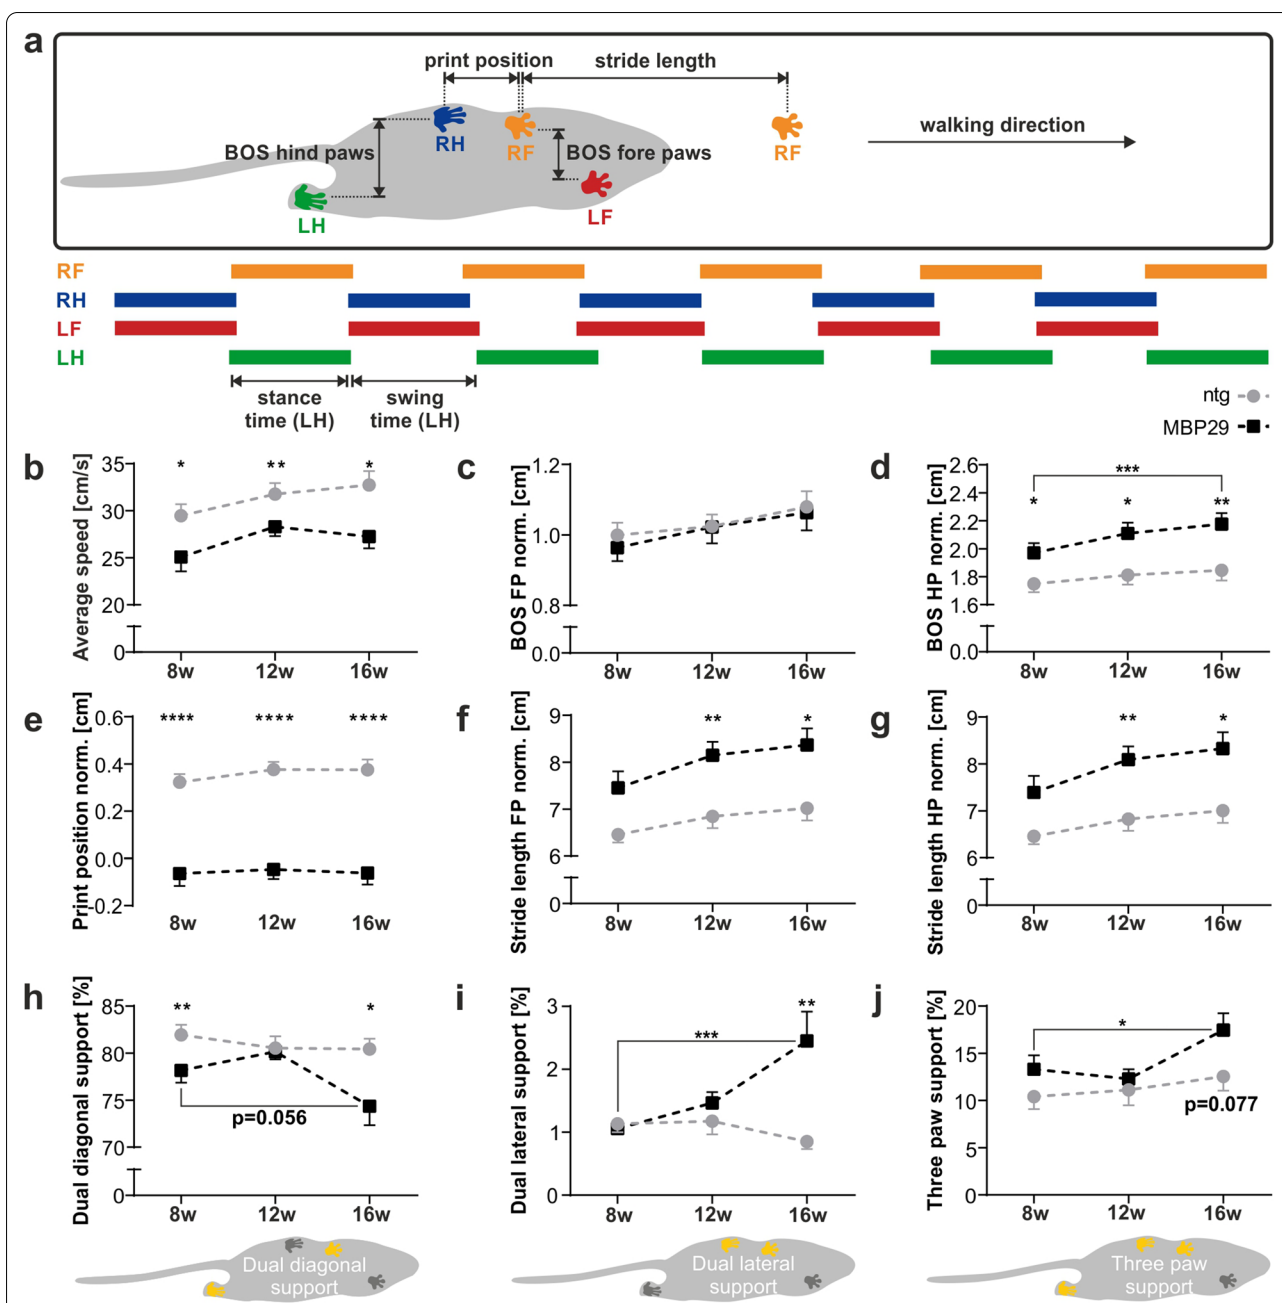 a
print position
stride length
walking direction
BOS hind paws
RH
RF
BOS fore paws
RF
LH
LF
RF
RH
LF
LH
stance
time (LH)
swing
time (LH)
ntg
MBP29
b
Average speed [cm/s]
35
30
25
20
0
* ** *
8w 12w 16w
c
BOS FP norm. [cm]
1.2
1.0
0.8
0.0
8w 12w 16w
d
BOS HP norm. [cm]
2.6
2.4
2.2
2.0
1.8
1.6
0.0
***
* * **
8w 12w 16w
e
Print position norm. [cm]
0.6
0.4
0.2
0.0
-0.2
**** **** ****
8w 12w 16w
f
Stride length FP norm. [cm]
9
8
7
6
0
** *
8w 12w 16w
g
Stride length HP norm. [cm]
9
8
7
6
0
** *
8w 12w 16w
h
Dual diagonal support [%]
85
80
75
70
0
** *
p=0.056
8w 12w 16w
Dual diagonal
support
i
Dual lateral support [%]
3
2
1
0
**
***
8w 12w 16w
Dual lateral
support
j
Three paw support [%]
20
15
10
5
0
*
p=0.077
8w 12w 16w
Three paw
support